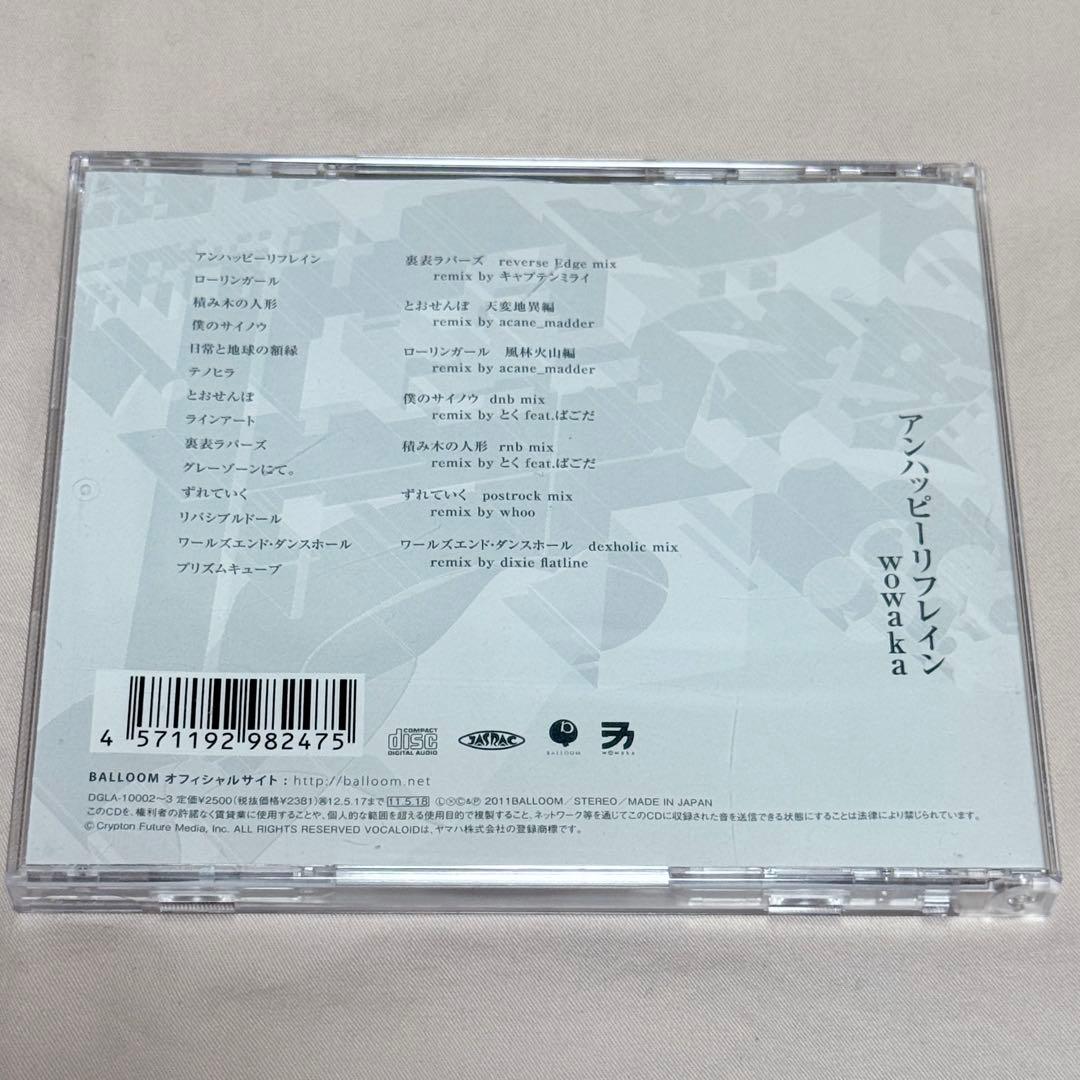 アンハッピーリフレイン
ローリンガール
積み木の人形
僕のサイノウ
日常と地球の額縁
テノヒラ
とおせんぼ
ラインアート
裏表ラバーズ
グレーゾーンにて。
ずれていく
リバシブルドール
ワールズエンド・ダンスホール
プリズムキューブ
裏表ラバーズ reverse Edge mix
remix by キャプテンミライ
とおせんぼ 天変地異編
remix by acane_madder
ローリンガール 風林火山編
remix by acane_madder
僕のサイノウ dnb mix
remix by とく feat.ぱごだ
積み木の人形 rnb mix
remix by とく feat.ぱごだ
ずれていく postrock mix
remix by whoo
ワールズエンド・ダンスホール dexholic mix
remix by dixie flatline
アンハッピーリフレイン
wowaka
4 571192 982475
COMPACT
disc
DIGITAL AUDIO
JASRAC
BALLOOM
wowaka
BALLOOM オフィシャルサイト : http://balloom.net
DGLA-10002〜3 定価¥2500(税抜価格¥2381)再12.5.17まで 11.5.18 ⓁⓍⒸ&Ⓟ 2011BALLOOM/STEREO/MADE IN JAPAN
このCDを、権利者の許諾なく賃貸業に使用することや、個人的な範囲を超える使用目的で複製すること、ネットワーク等を通じてこのCDに収録された音を送信できる状態にすることは法律により禁じられています。
© Crypton Future Media, Inc. ALL RIGHTS RESERVED VOCALOIDは、ヤマハ株式会社の登録商標です。